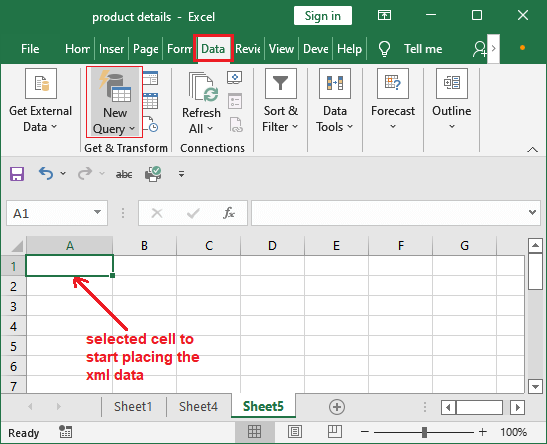 product details - Excel
Sign in
File Hom Inser Page Form Data Revie View Deve Help Tell me
Get External Data
New Query
Refresh All
Sort & Filter
Data Tools
Forecast
Outline
Get & Transform
Connections
abc
A1
fx
A B C D E F G
1
2
3
4
5
6
7
selected cell to
start placing the
xml data
Sheet1 Sheet4 Sheet5
Ready
100%